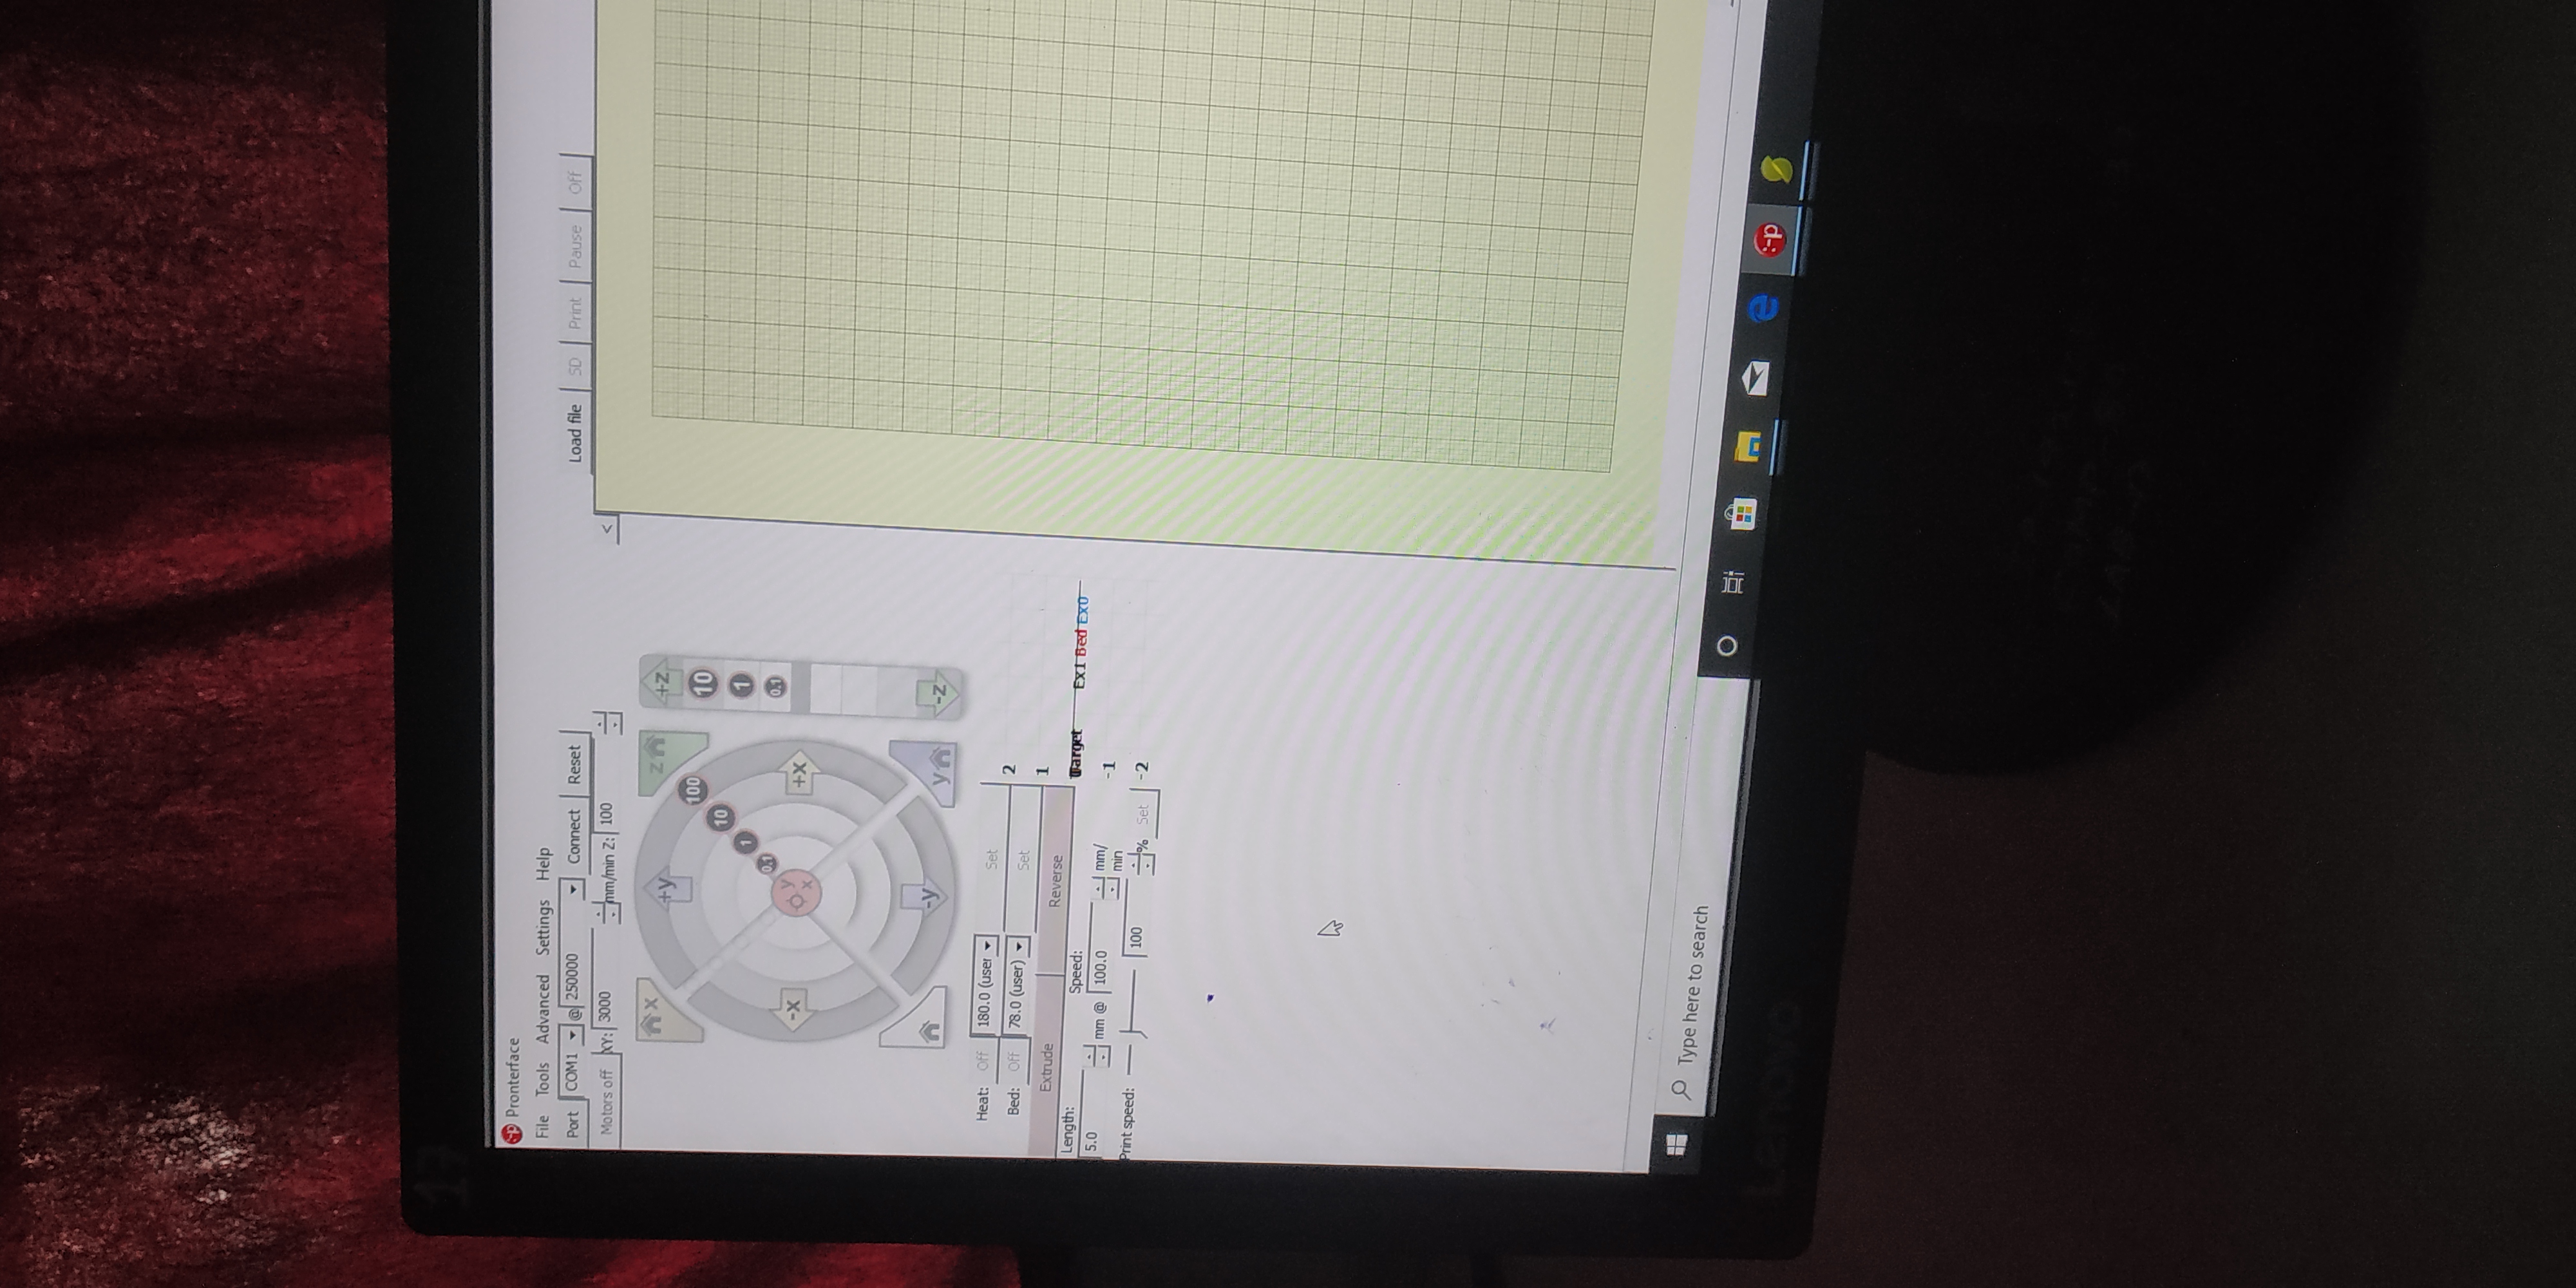 17
Pronterface
File Tools Advanced Settings Help
Port COM1 @ 250000 Connect Reset Load file SD Print Pause Off
Motors off XY: 3000 mm/min Z: 100 <
x +y z +z
100 10
10 1
1 0.1
0.1
-x y x +x
-y y -z
Heat: Off 180.0 (user Set
Bed: Off 78.0 (user) Set
2
Extrude Reverse 1
Length: Speed: Target Ex1 Bed Ex0
5.0 mm @ 100.0 mm/
min -1
Print speed: 100 % Set -2
Type here to search
:-p
Lenovo